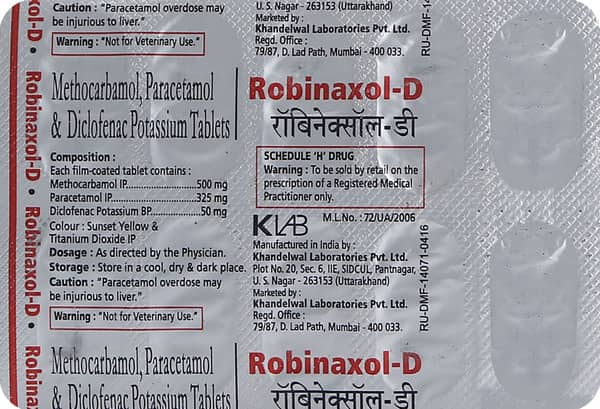 Caution : "Paracetamol overdose may
be injurious to liver."
Warning : "Not for Veterinary Use."
U. S. Nagar - 263153 (Uttarakhand)
Marketed by :
Khandelwal Laboratories Pvt. Ltd.
Regd. Office :
79/87, D. Lad Path, Mumbai - 400 033.
RU-DMF-14
xol-D • Robinaxol-D • Robinaxol-D • Robinax
Methocarbamol, Paracetamol
& Diclofenac Potassium Tablets
Robinaxol-D
रॉबिनेक्सॉल-डी
Composition :
Each film-coated tablet contains :
Methocarbamol IP....................500 mg
Paracetamol IP.........................325 mg
Diclofenac Potassium BP..............50 mg
Colour : Sunset Yellow &
Titanium Dioxide IP
Dosage : As directed by the Physician.
Storage : Store in a cool, dry & dark place.
Caution : "Paracetamol overdose may
be injurious to liver."
Warning : "Not for Veterinary Use."
SCHEDULE 'H' DRUG
Warning : To be sold by retail on the
prescription of a Registered Medical
Practitioner only.
KLAB
M.L.No. : 72/UA/2006
Manufactured in India by :
Khandelwal Laboratories Pvt. Ltd.
Plot No. 20, Sec. 6, IIE, SIDCUL, Pantnagar,
U. S. Nagar - 263153 (Uttarakhand)
Marketed by :
Khandelwal Laboratories Pvt. Ltd.
Regd. Office :
79/87, D. Lad Path, Mumbai - 400 033.
RU-DMF-14071-0416
Methocarbamol, Paracetamol
& Diclofenac Potassium Tablets
Robinaxol-D
रॉबिनेक्सॉल-डी